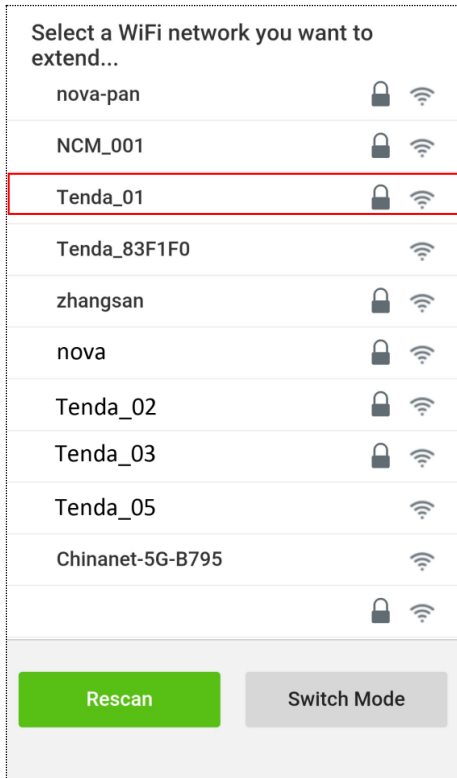 Select a WiFi network you want to
extend...
nova-pan
NCM_001
Tenda_01
Tenda_83F1F0
zhangsan
nova
Tenda_02
Tenda_03
Tenda_05
Chinanet-5G-B795
Rescan
Switch Mode